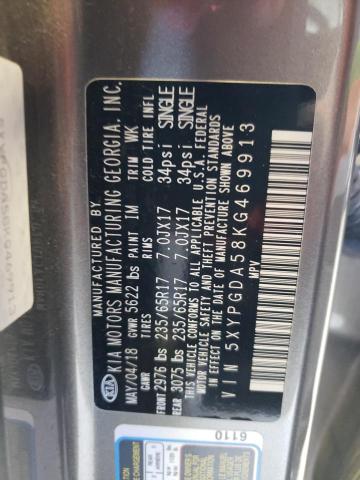 KIA
MANUFACTURED BY
KIA MOTORS MANUFACTURING GEORGIA, INC.
MAY/04/18 GVWR 5622 lbs PAINT IM TRIM WK
GAWR TIRES RIMS COLD TIRE INFL
FRONT 2976 lbs 235/65R17 7.0JX17 34psi SINGLE
REAR 3075 lbs 235/65R17 7.0JX17 34psi SINGLE
THIS VEHICLE CONFORMS TO ALL APPLICABLE U.S.A. FEDERAL
MOTOR VEHICLE SAFETY AND THEFT PREVENTION STANDARDS
IN EFFECT ON THE DATE OF MANUFACTURE SHOWN ABOVE
VIN 5XYPGDA58KG469913
MPV
6110